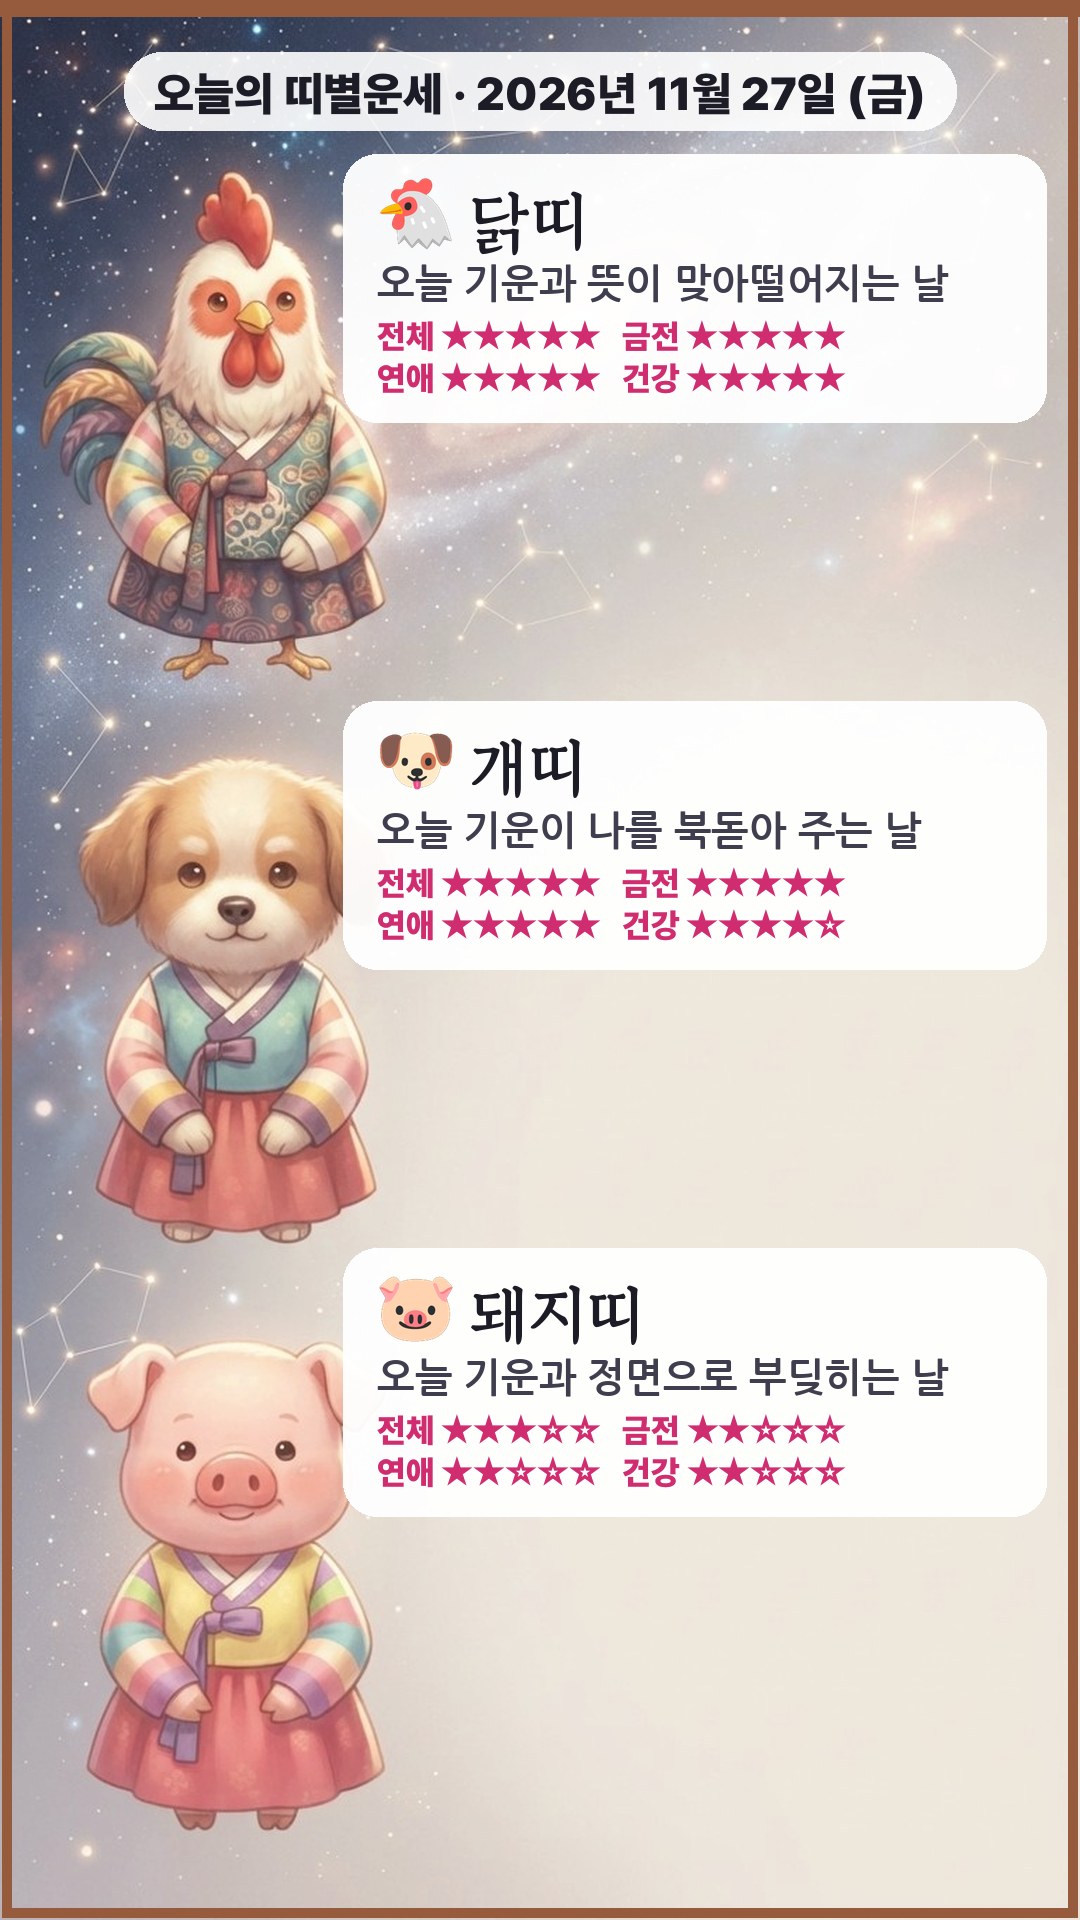 오늘의 띠별운세 · 2026년 11월 27일 (금)
닭띠
오늘 기운과 뜻이 맞아떨어지는 날
전체 ★★★★★ 금전 ★★★★★
연애 ★★★★★ 건강 ★★★★★
개띠
오늘 기운이 나를 북돋아 주는 날
전체 ★★★★★ 금전 ★★★★★
연애 ★★★★★ 건강 ★★★★☆
돼지띠
오늘 기운과 정면으로 부딪히는 날
전체 ★★★☆☆ 금전 ★★☆☆☆
연애 ★★☆☆☆ 건강 ★★☆☆☆